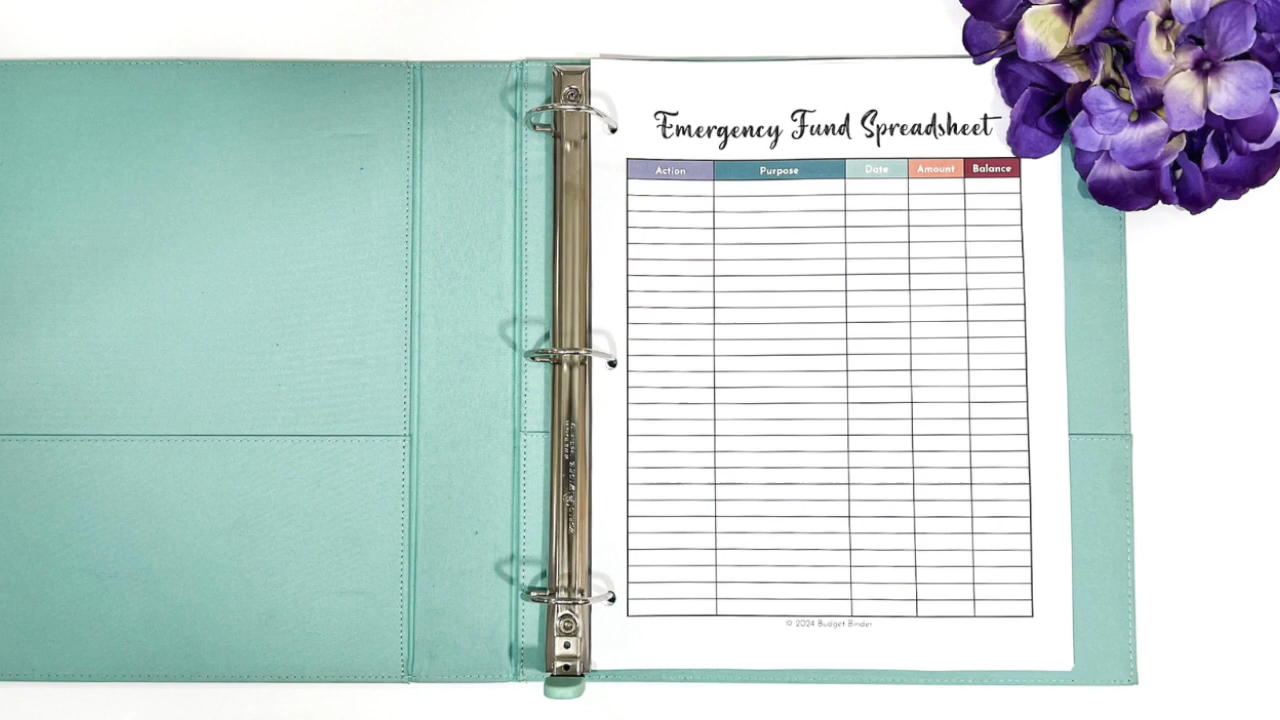 Emergency Fund Spreadsheet
Action Purpose Date Amount Balance
© 2024 Budget Binder